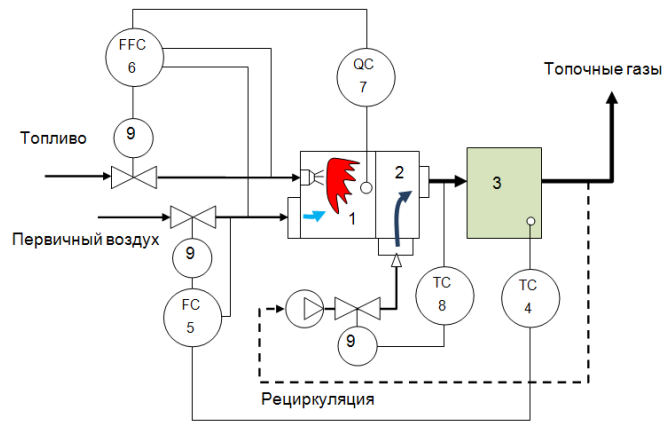 FFC
6
QC
7
Топочные газы
Топливо
9
1
2
3
Первичный воздух
9
FC
5
TC
8
TC
4
9
Рециркуляция